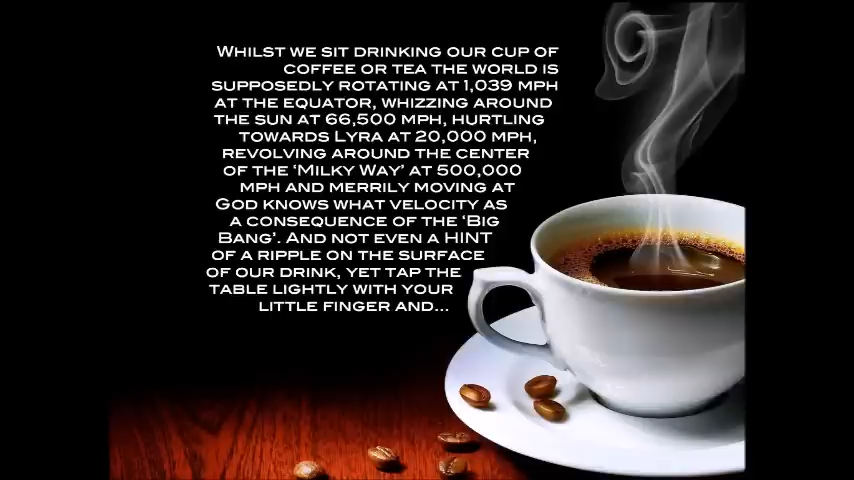 Whilst we sit drinking our cup of
coffee or tea the world is
supposedly rotating at 1,039 mph
at the equator, whizzing around
the sun at 66,500 mph, hurtling
towards Lyra at 20,000 mph,
revolving around the center
of the ‘Milky Way’ at 500,000
mph and merrily moving at
God knows what velocity as
a consequence of the ‘Big
Bang’. And not even a hint
of a ripple on the surface
of our drink, yet tap the
table lightly with your
little finger and...